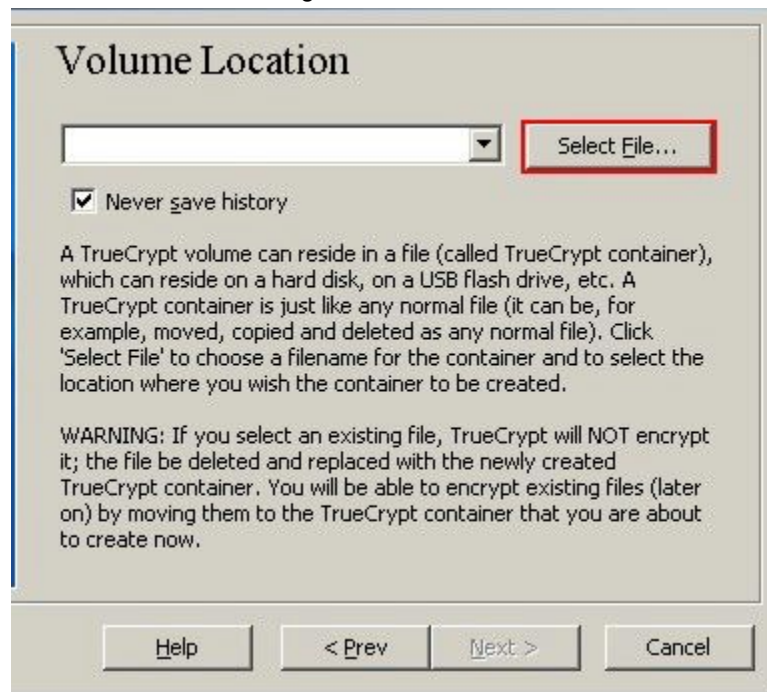 Volume Location
Select File...
Never save history
A TrueCrypt volume can reside in a file (called TrueCrypt container),
which can reside on a hard disk, on a USB flash drive, etc. A
TrueCrypt container is just like any normal file (it can be, for
example, moved, copied and deleted as any normal file). Click
'Select File' to choose a filename for the container and to select the
location where you wish the container to be created.
WARNING: If you select an existing file, TrueCrypt will NOT encrypt
it; the file be deleted and replaced with the newly created
TrueCrypt container. You will be able to encrypt existing files (later
on) by moving them to the TrueCrypt container that you are about
to create now.
Help
< Prev
Next >
Cancel